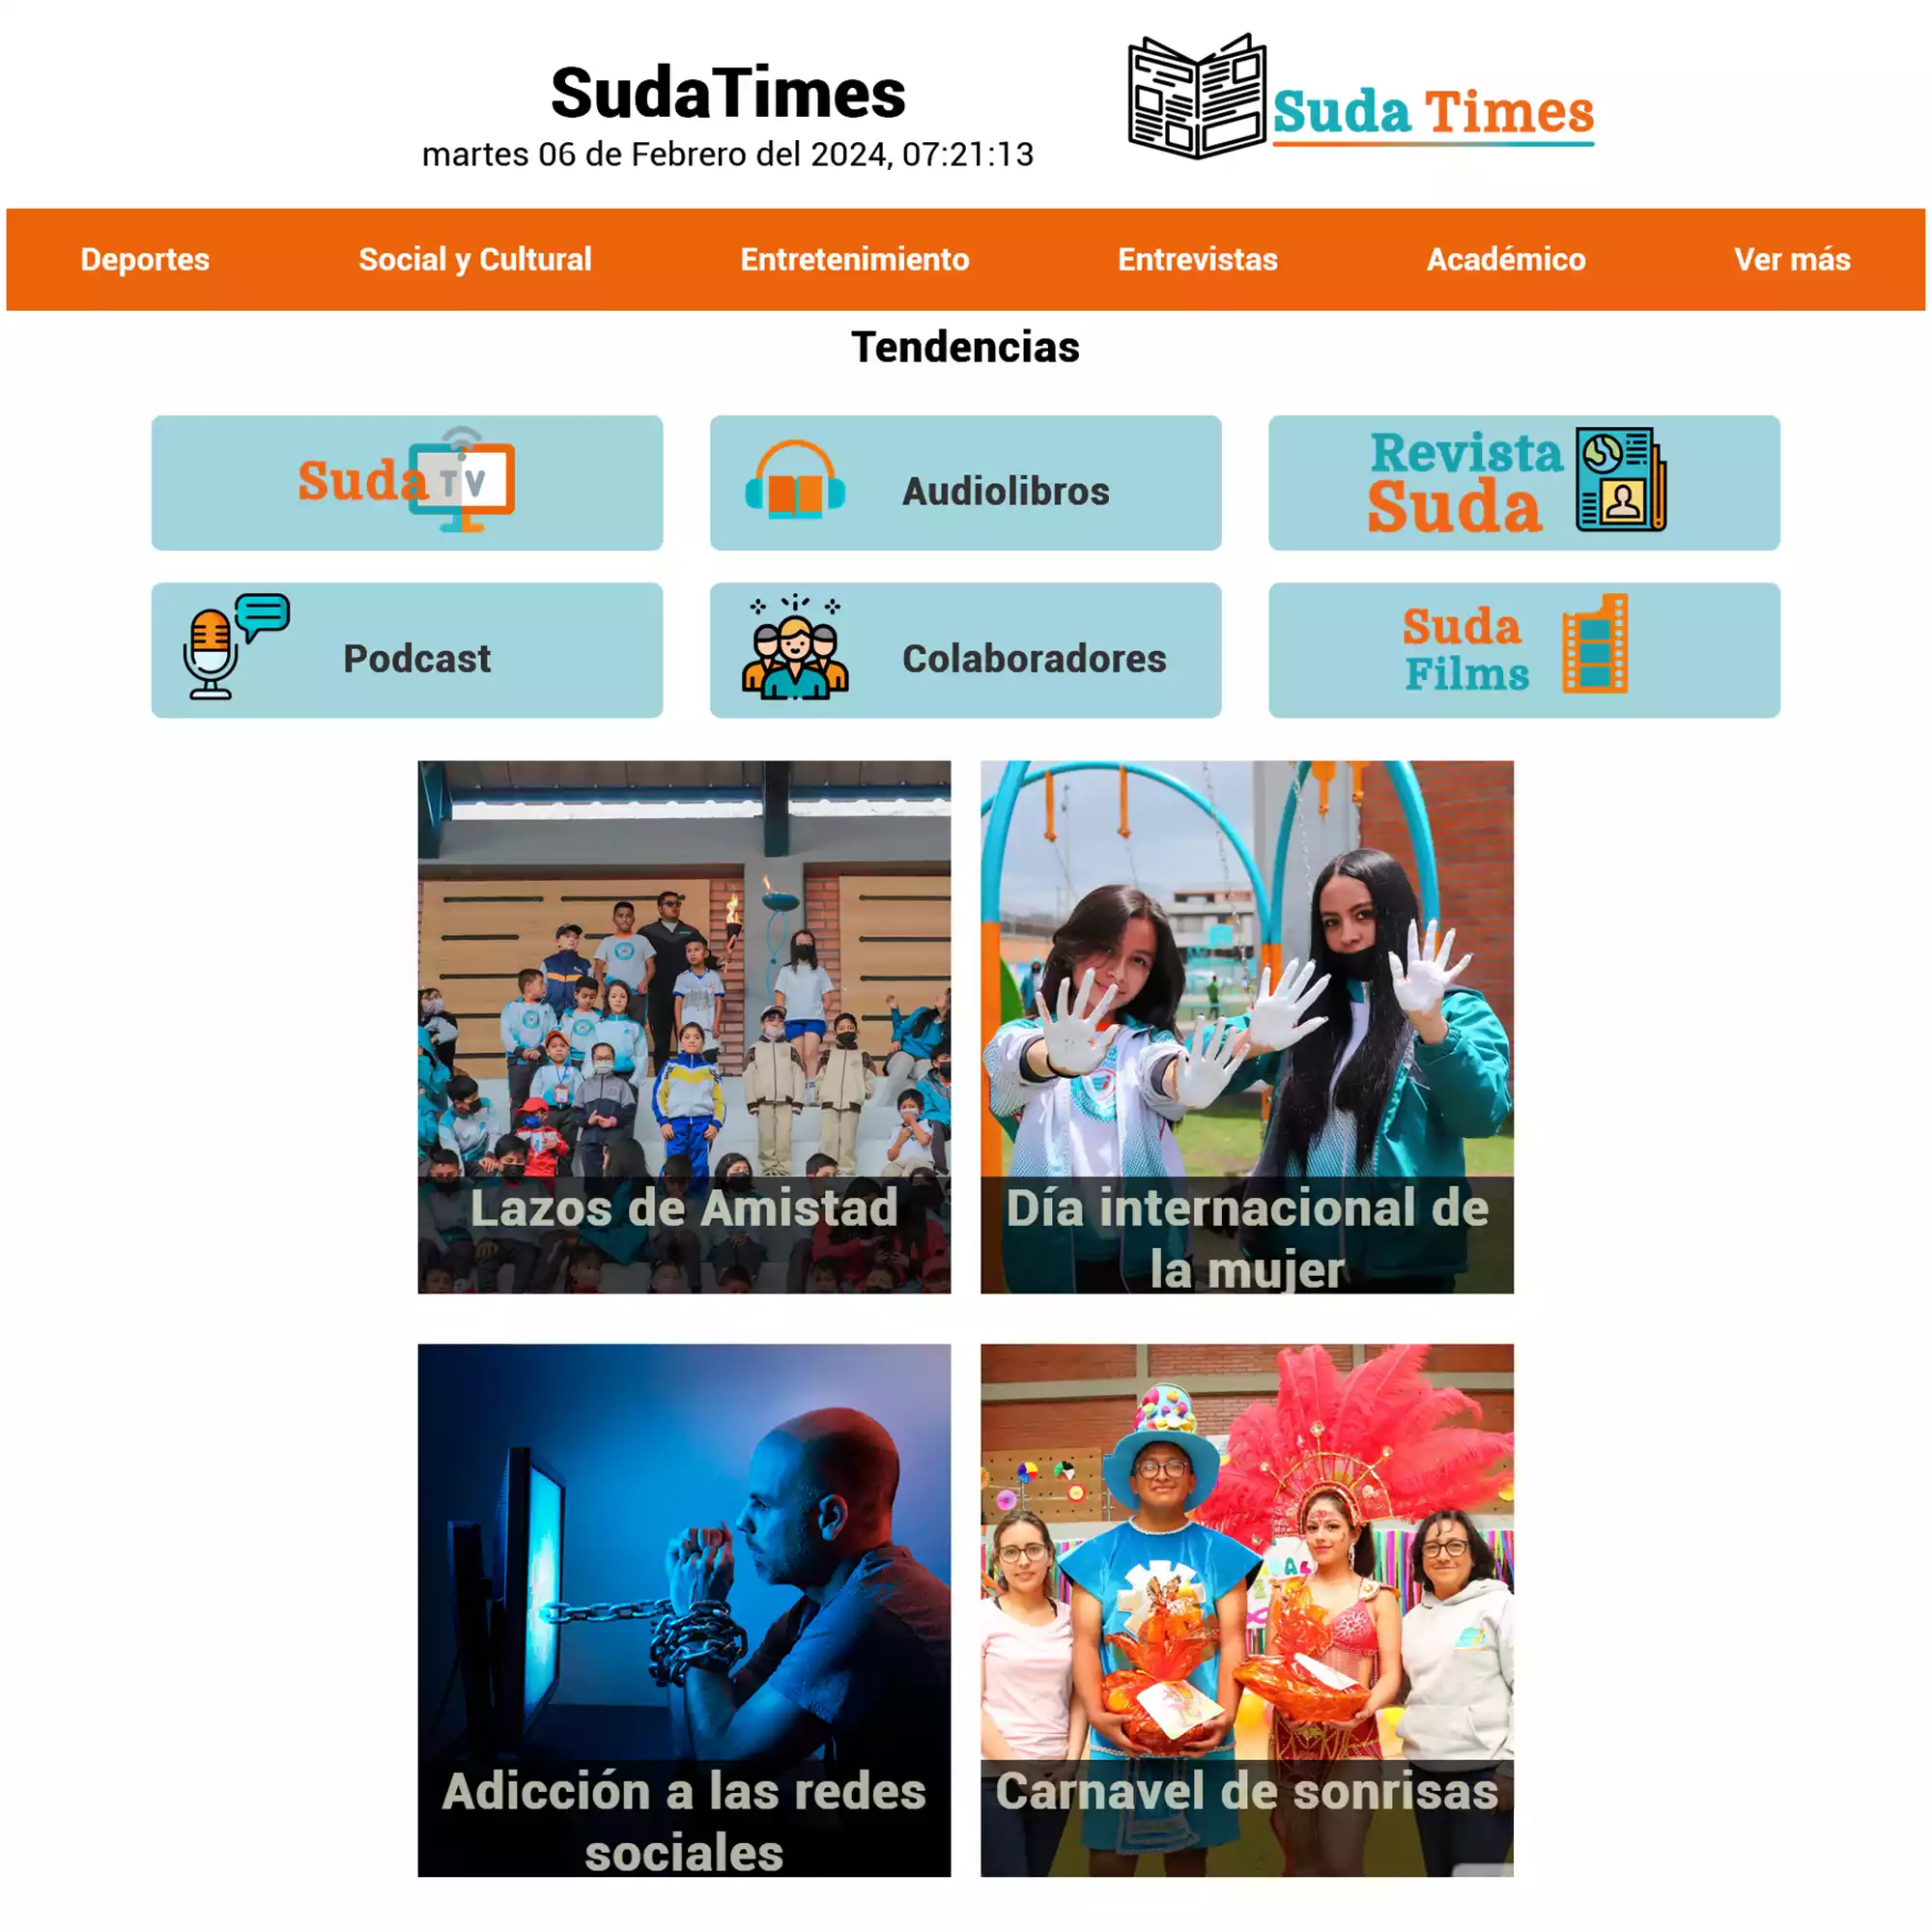 SudaTimes
martes 06 de Febrero del 2024, 07:21:13
Suda Times
Deportes
Social y Cultural
Entretenimiento
Entrevistas
Académico
Ver más
Tendencias
Suda TV
Audiolibros
Revista
Suda
Podcast
Colaboradores
Suda
Films
Lazos de Amistad
Día internacional de
la mujer
Adicción a las redes
sociales
Carnavel de sonrisas